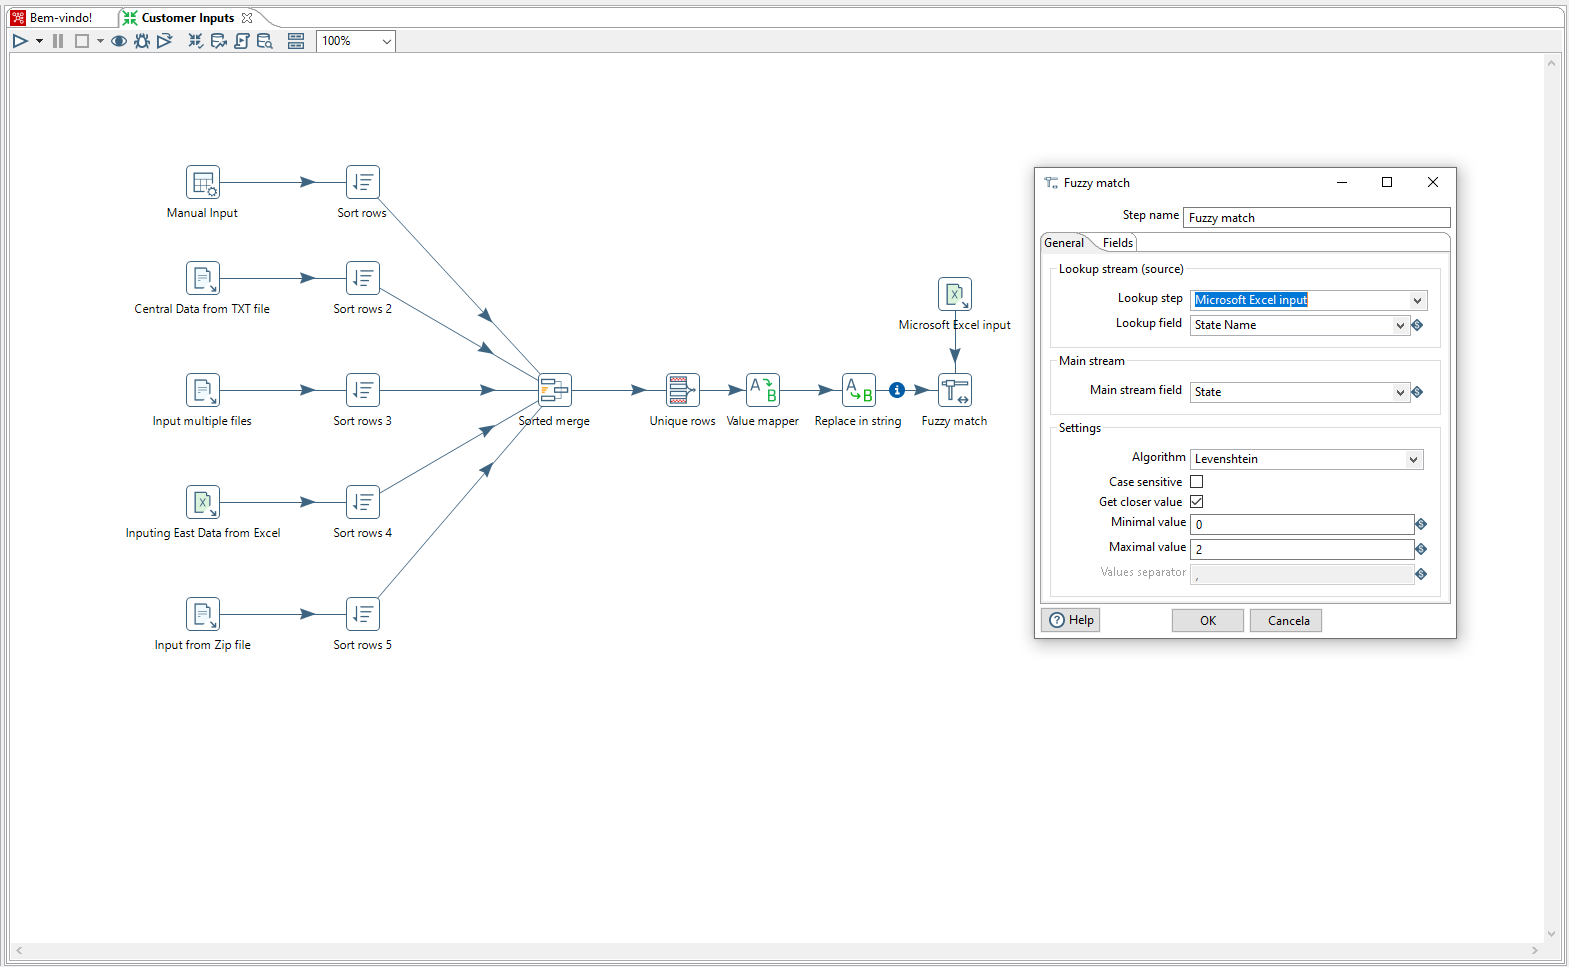 Bem-vindo!
Customer Inputs
100%
Manual Input
Sort rows
Central Data from TXT file
Sort rows 2
Input multiple files
Sort rows 3
Inputing East Data from Excel
Sort rows 4
Input from Zip file
Sort rows 5
Sorted merge
Unique rows
Value mapper
Replace in string
Microsoft Excel input
Fuzzy match
Fuzzy match
Step name Fuzzy match
General Fields
Lookup stream (source)
Lookup step Microsoft Excel input
Lookup field State Name
Main stream
Main stream field State
Settings
Algorithm Levenshtein
Case sensitive
Get closer value
Minimal value 0
Maximal value 2
Values separator ,
Help OK Cancela